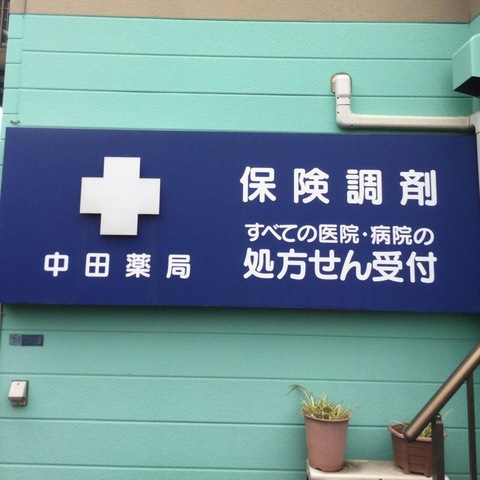 中田薬局
保険調剤
すべての医院・病院の
処方せん受付